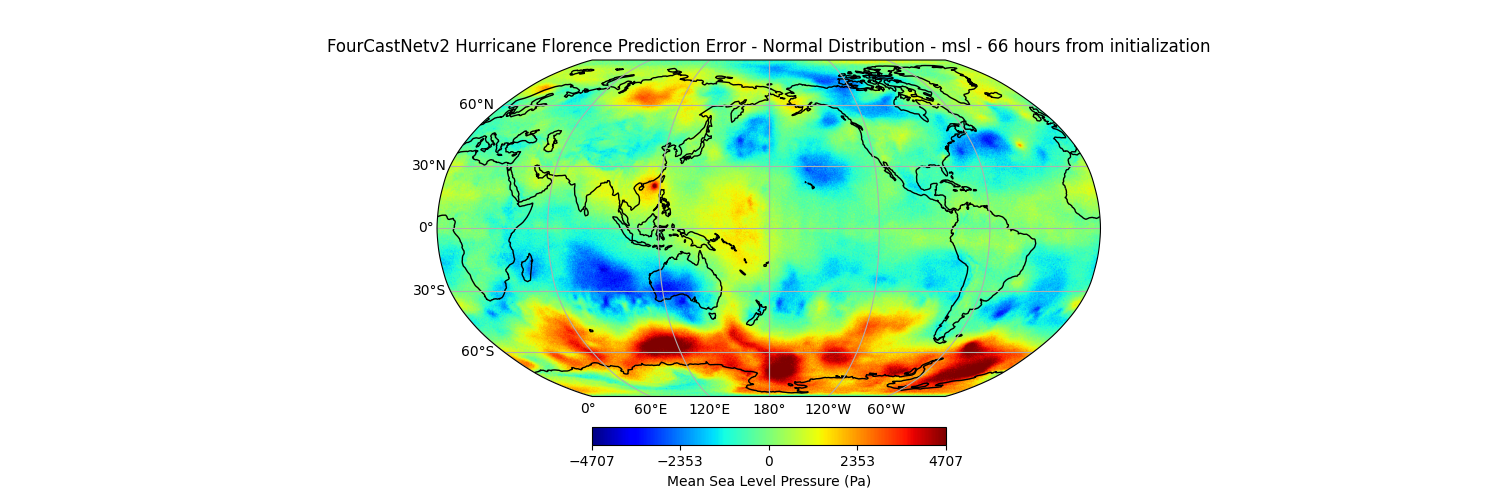 FourCastNetv2 Hurricane Florence Prediction Error - Normal Distribution - msl - 66 hours from initialization
60°N
30°N
0°
30°S
60°S
0° 60°E 120°E 180° 120°W 60°W
−4707 −2353 0 2353 4707
Mean Sea Level Pressure (Pa)